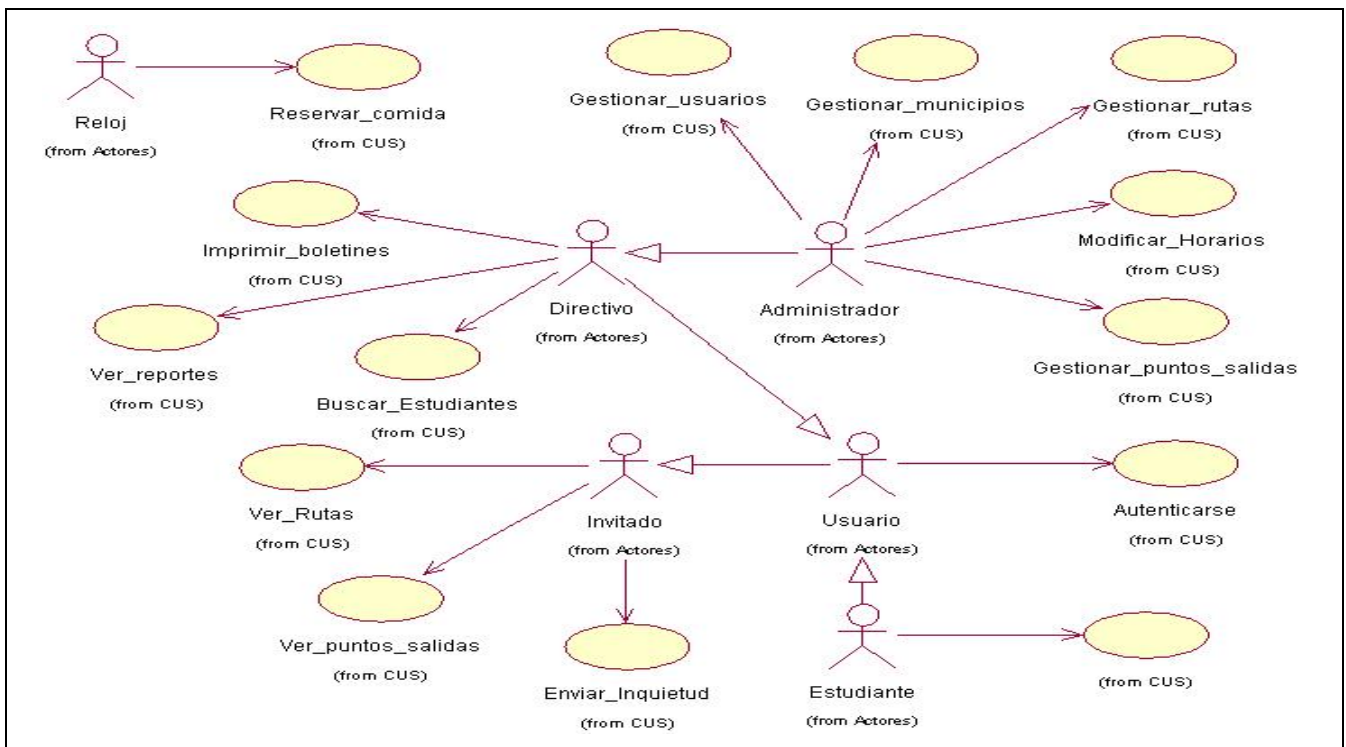 Reloj
(from Actores)
Reservar_comida
(from CUS)
Gestionar_usuarios
(from CUS)
Gestionar_municipios
(from CUS)
Gestionar_rutas
(from CUS)
Imprimir_boletines
(from CUS)
Directivo
(from Actores)
Administrador
(from Actores)
Modificar_Horarios
(from CUS)
Ver_reportes
(from CUS)
Buscar_Estudiantes
(from CUS)
Gestionar_puntos_salidas
(from CUS)
Ver_Rutas
(from CUS)
Invitado
(from Actores)
Usuario
(from Actores)
Autenticarse
(from CUS)
Ver_puntos_salidas
(from CUS)
Enviar_Inquietud
(from CUS)
Estudiante
(from Actores)
(from CUS)